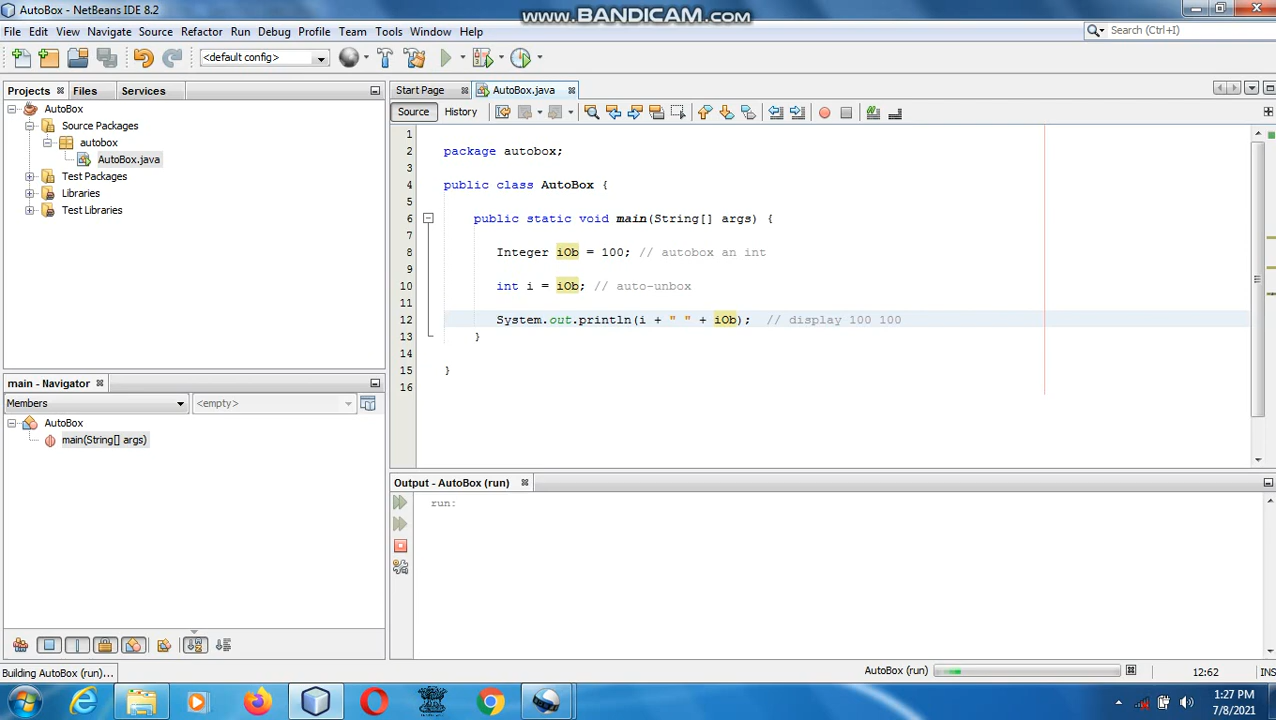 AutoBox - NetBeans IDE 8.2
www.BANDICAM.com
File Edit View Navigate Source Refactor Run Debug Profile Team Tools Window Help
Search (Ctrl+I)
<default config>
Projects Files Services
Start Page AutoBox.java
Source History
AutoBox
Source Packages
autobox
AutoBox.java
Test Packages
Libraries
Test Libraries
1
2 package autobox;
3
4 public class AutoBox {
5
6 public static void main(String[] args) {
7
8 Integer iOb = 100; // autobox an int
9
10 int i = iOb; // auto-unbox
11
12 System.out.println(i + " " + iOb); // display 100 100
13 }
14
15 }
16
main - Navigator
Members <empty>
AutoBox
main(String[] args)
Output - AutoBox (run)
run:
Building AutoBox (run)...
AutoBox (run)
12:62
INS
1:27 PM
7/8/2021